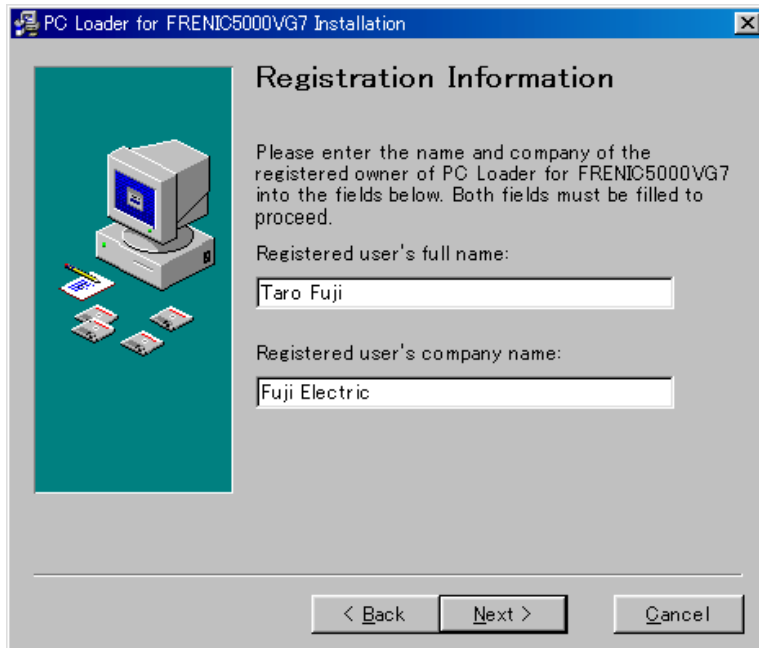 PC Loader for FRENIC5000VG7 Installation
Registration Information
Please enter the name and company of the
registered owner of PC Loader for FRENIC5000VG7
into the fields below. Both fields must be filled to
proceed.
Registered user's full name:
Taro Fuji
Registered user's company name:
Fuji Electric
< Back
Next >
Cancel